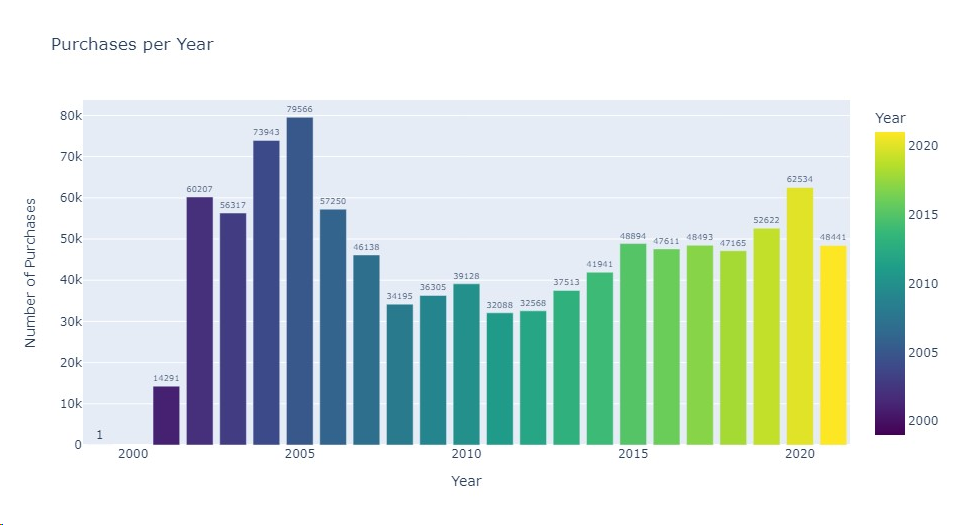 Purchases per Year
Number of Purchases
80k
70k
60k
50k
40k
30k
20k
10k
0
1
14291
60207
56317
73943
79566
57250
46138
34195
36305
39128
32088
32568
37513
41941
48894
47611
48493
47165
52622
62534
48441
2000 2005 2010 2015 2020
Year
Year
2020
2015
2010
2005
2000